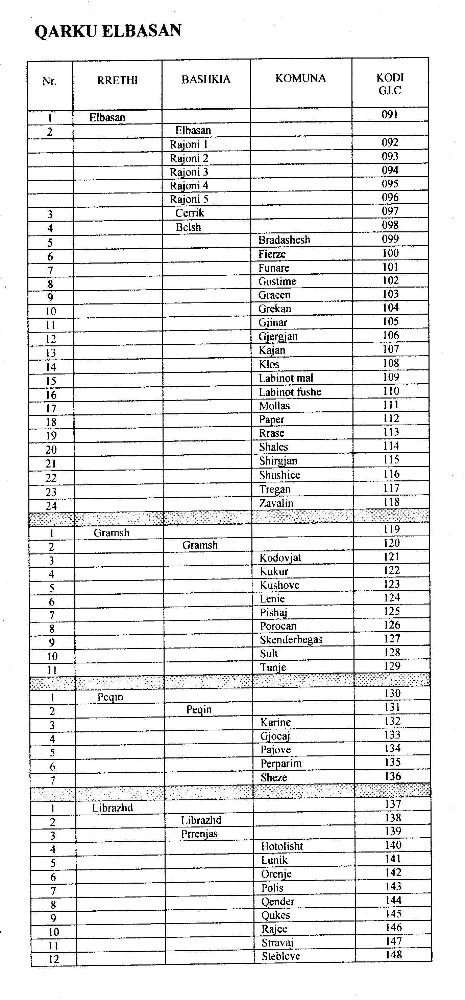 QARKU ELBASAN
Nr. RRETHI BASHKIA KOMUNA KODI
GJ.C
1 Elbasan 091
2 Elbasan
Rajoni 1 092
Rajoni 2 093
Rajoni 3 094
Rajoni 4 095
Rajoni 5 096
3 Cerrik 097
4 Belsh 098
5 Bradashesh 099
6 Fierze 100
7 Funare 101
8 Gostime 102
9 Gracen 103
10 Grekan 104
11 Gjinar 105
12 Gjergjan 106
13 Kajan 107
14 Klos 108
15 Labinot mal 109
16 Labinot fushe 110
17 Mollas 111
18 Paper 112
19 Rrase 113
20 Shales 114
21 Shirgjan 115
22 Shushice 116
23 Tregan 117
24 Zavalin 118
1 Gramsh 119
2 Gramsh 120
3 Kodovjat 121
4 Kukur 122
5 Kushove 123
6 Lenie 124
7 Pishaj 125
8 Porocan 126
9 Skenderbegas 127
10 Sult 128
11 Tunje 129
1 Peqin 130
2 Peqin 131
3 Karine 132
4 Gjocaj 133
5 Pajove 134
6 Perparim 135
7 Sheze 136
1 Librazhd 137
2 Librazhd 138
3 Prrenjas 139
4 Hotolisht 140
5 Lunik 141
6 Orenje 142
7 Polis 143
8 Qender 144
9 Qukes 145
10 Rajce 146
11 Stravaj 147
12 Stebleve 148